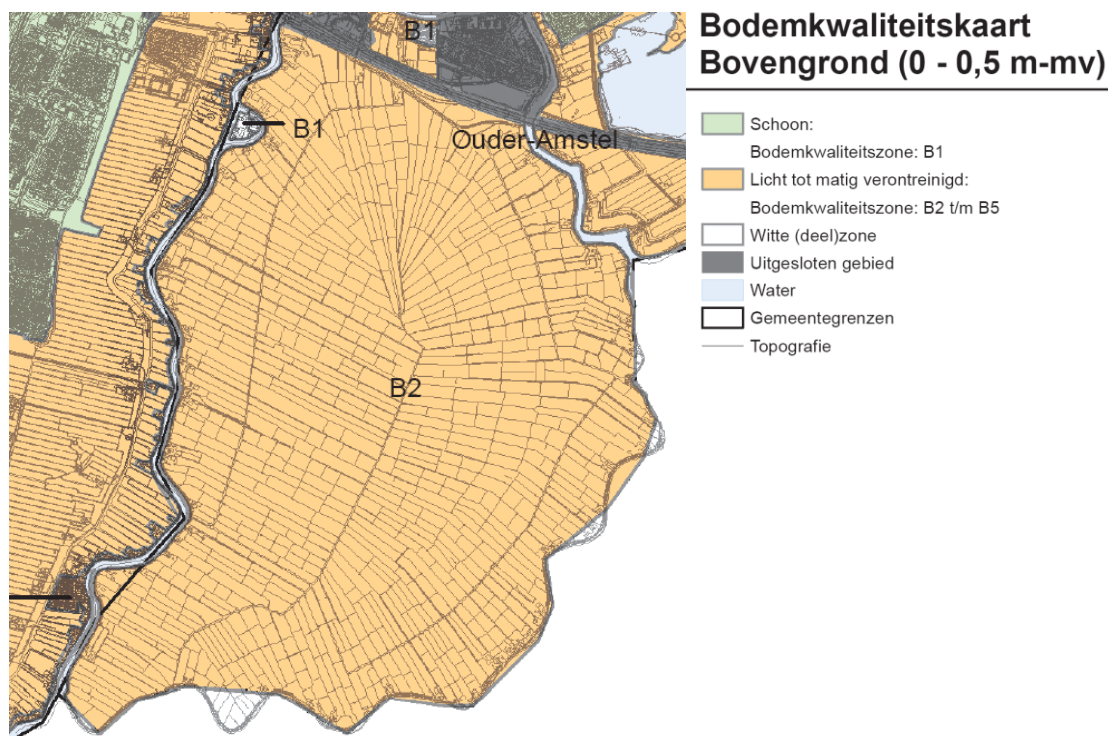 Bodemkwaliteitskaart
Bovengrond (0 - 0,5 m-mv)
B1
B1
Ouder-Amstel
B2
Schoon:
Bodemkwaliteitszone: B1
Licht tot matig verontreinigd:
Bodemkwaliteitszone: B2 t/m B5
Witte (deel)zone
Uitgesloten gebied
Water
Gemeentegrenzen
Topografie